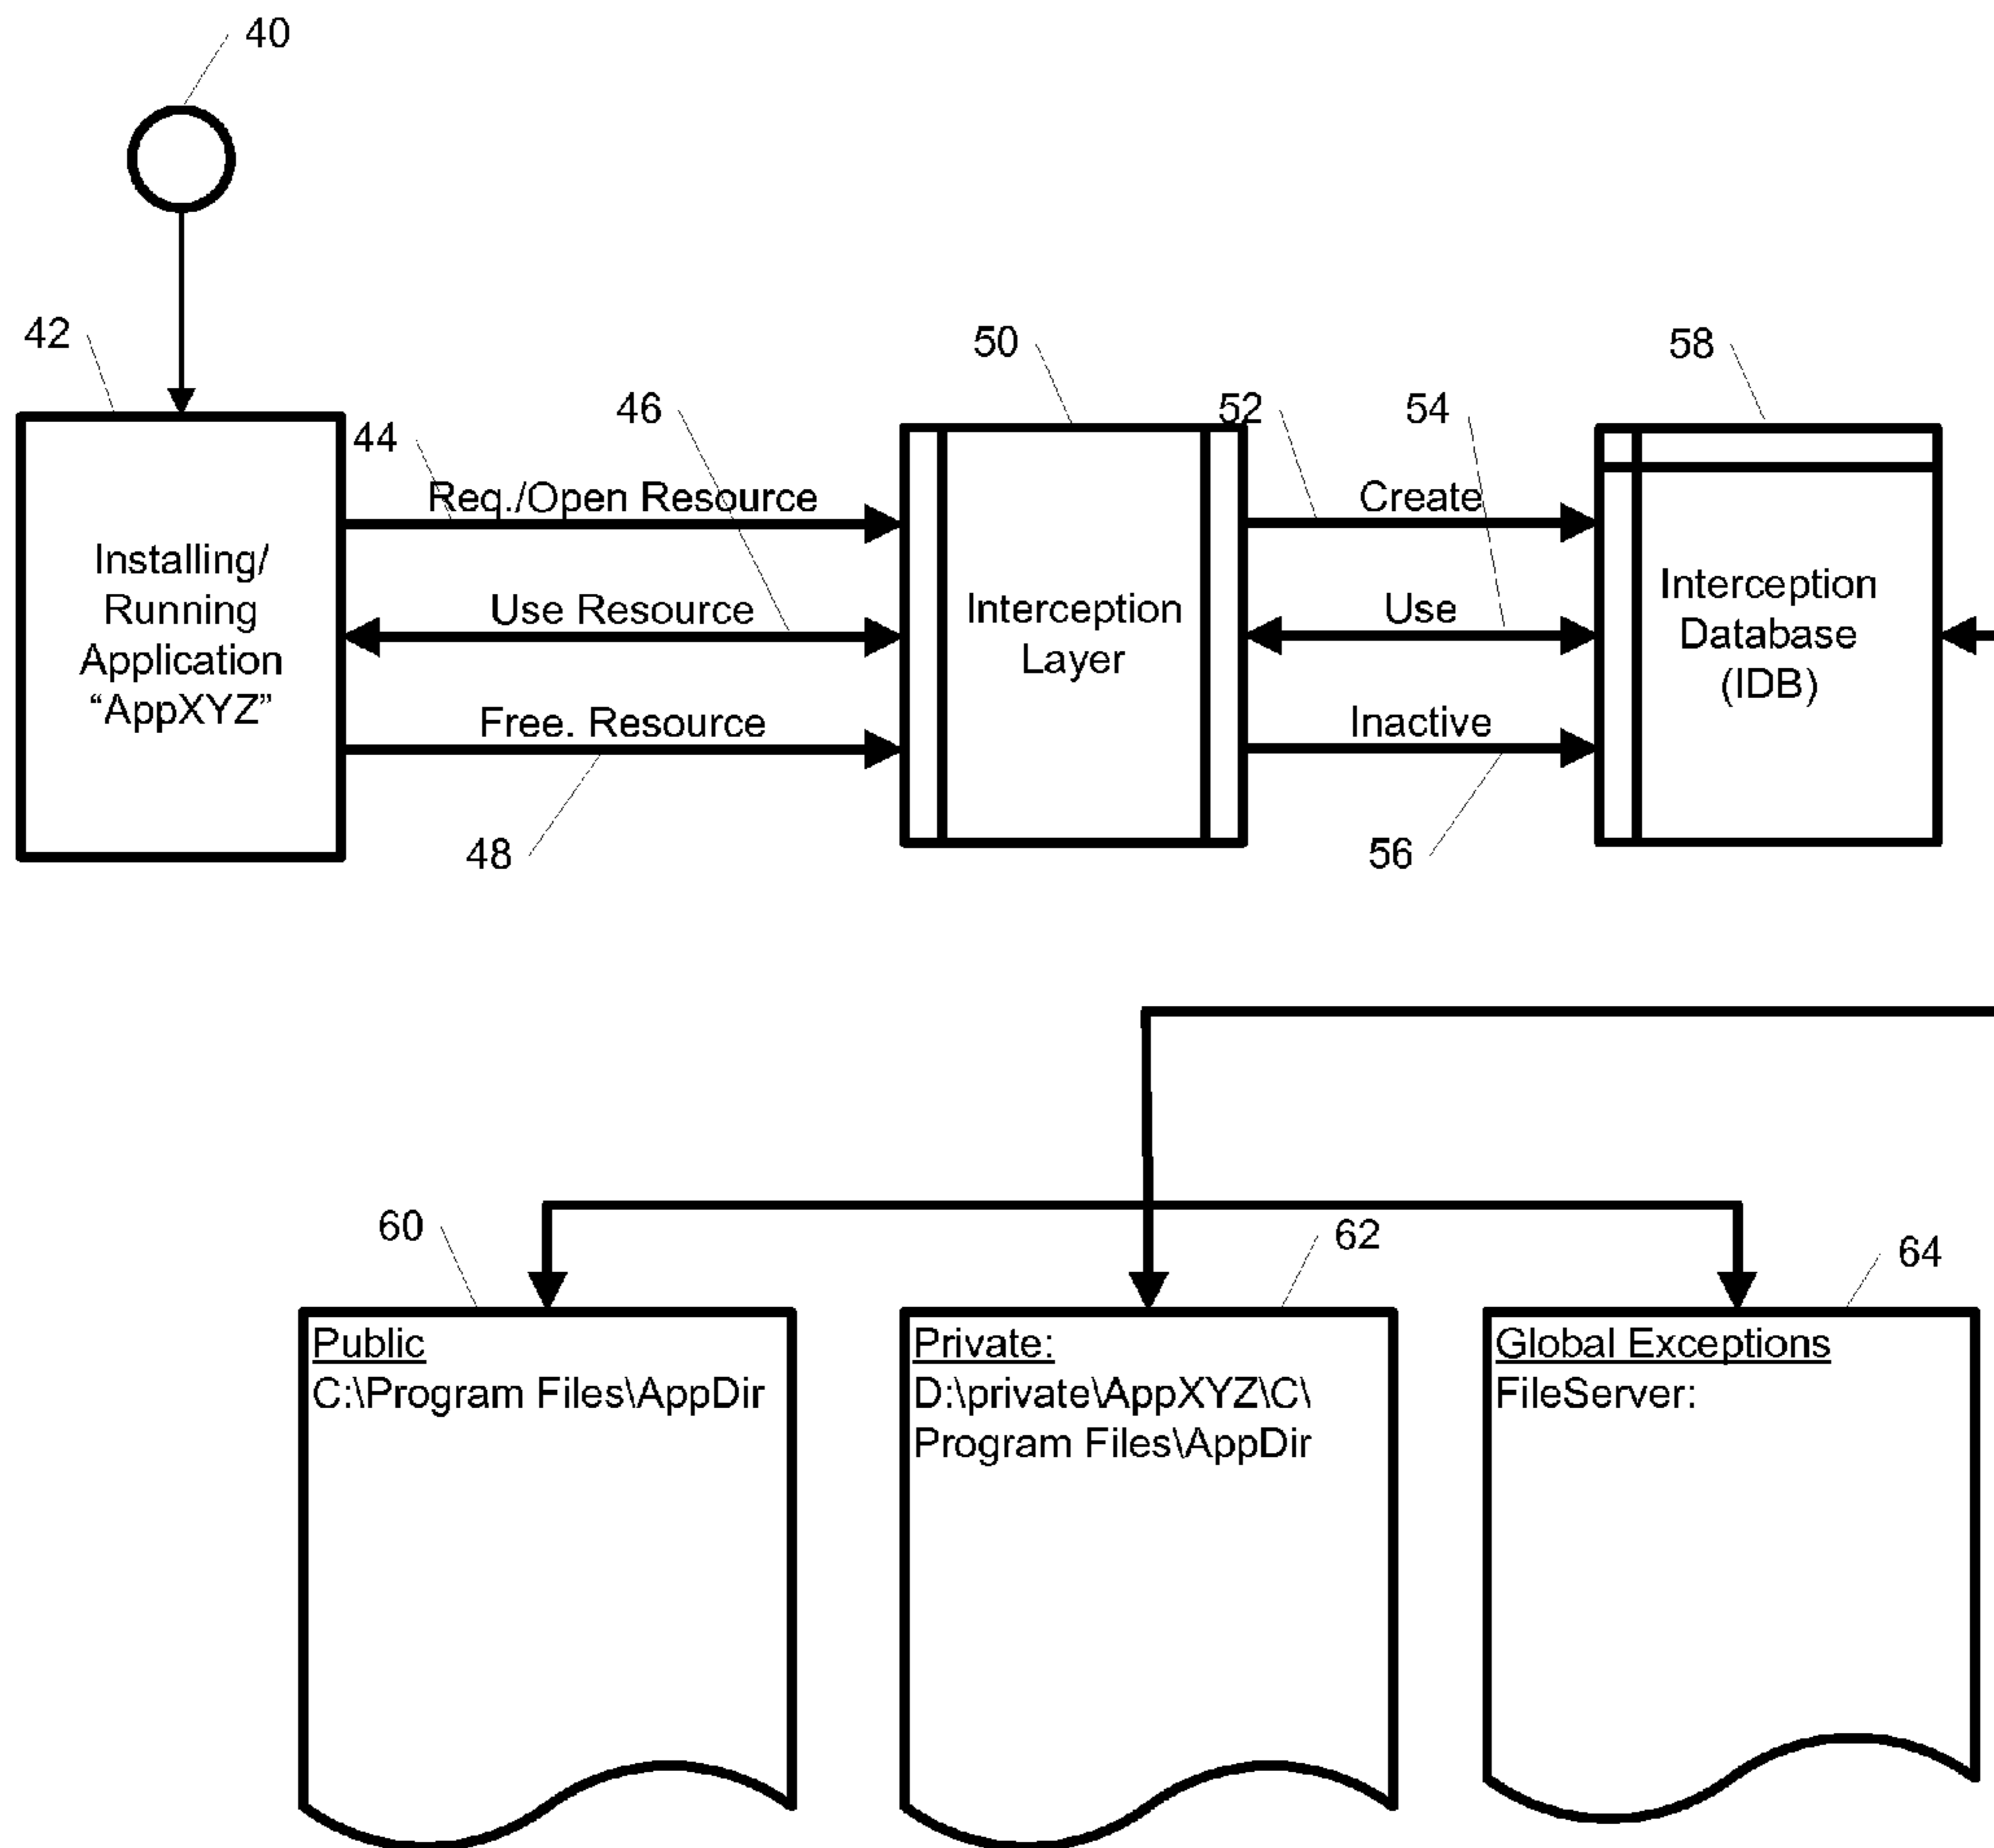 40
42
44
46
50
52
54
58
Req./Open Resource
Create
Installing/
Running
Application
“AppXYZ”
Use Resource
Interception
Layer
Use
Interception
Database
(IDB)
Free. Resource
Inactive
48
56
60
62
64
Public
C:\Program Files\AppDir
Private:
D:\private\AppXYZ\C\
Program Files\AppDir
Global Exceptions
FileServer: